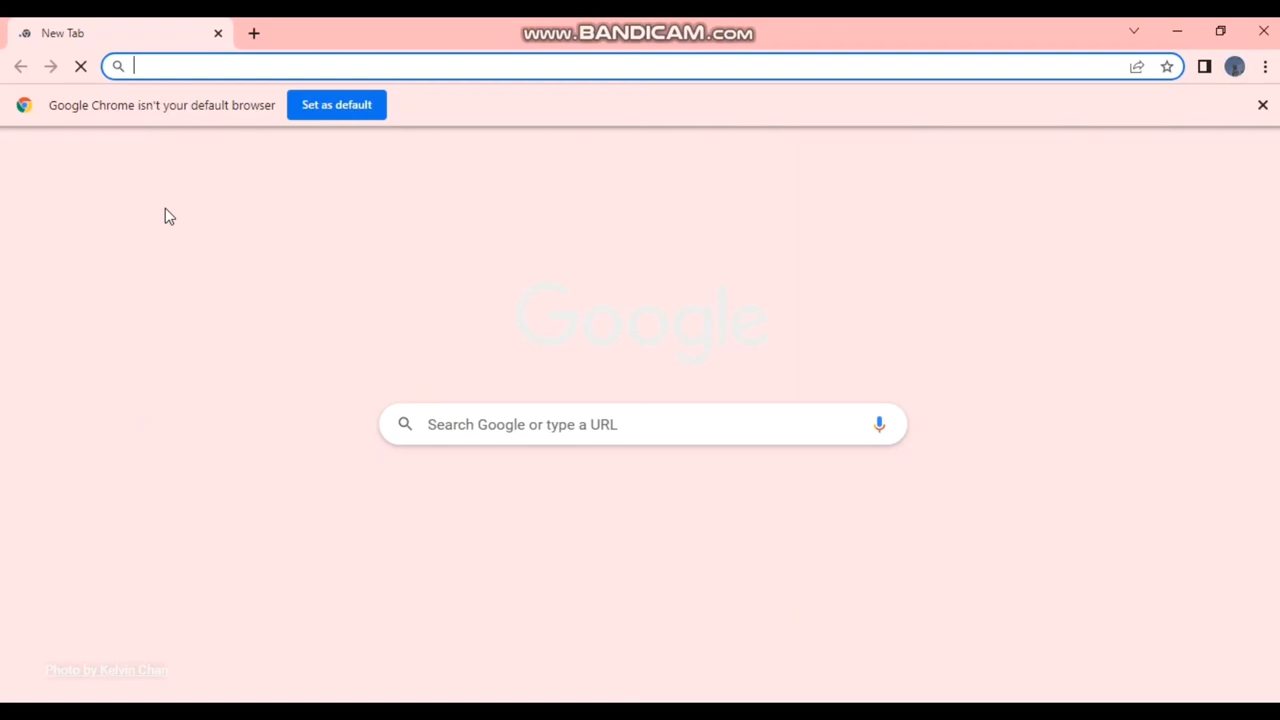 New Tab
www.BANDICAM.com
Google Chrome isn't your default browser
Set as default
Google
Search Google or type a URL
Photo by Kelvin Chan